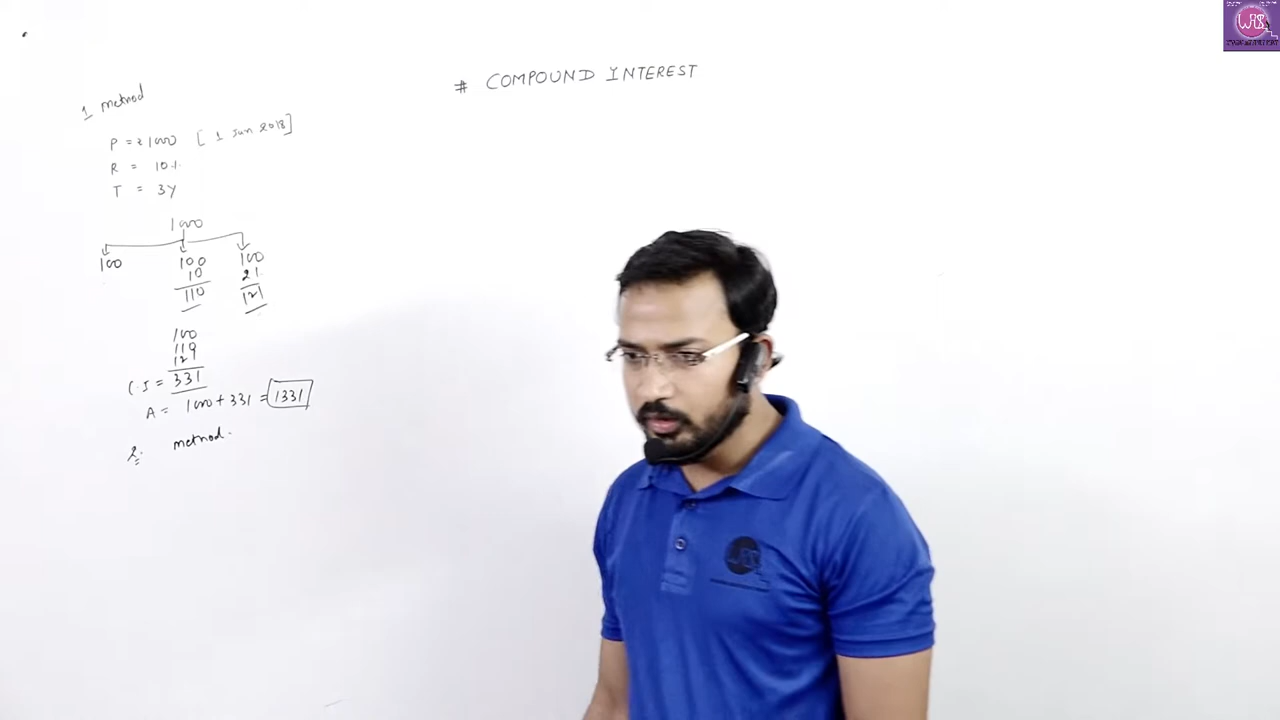 # COMPOUND INTEREST
1 method
P = ₹1000 [1 Jan 2018]
R = 10%
T = 3y
1000
100 100 100
10 21
110 121
100
110
121
C.I = 331
A = 1000 + 331 = 1331
2. method.
WAS